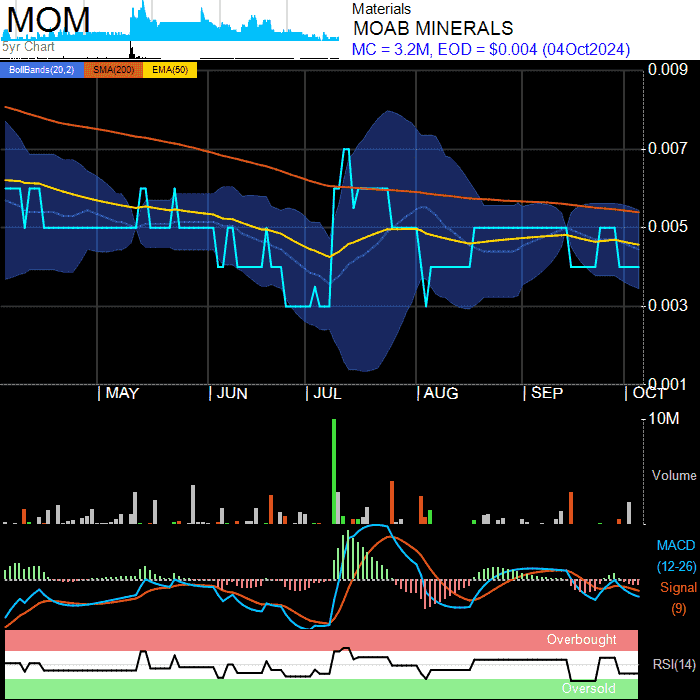 MOM
5yr Chart
Materials
MOAB MINERALS
MC = 3.2M, EOD = $0.004 (04Oct2024)
BollBands(20,2) SMA(200) EMA(50)
0.009
0.007
0.005
0.003
0.001
| MAY | JUN | JUL | AUG | SEP | OCT
10M
Volume
MACD
(12-26)
Signal
(9)
Overbought
RSI(14)
Oversold